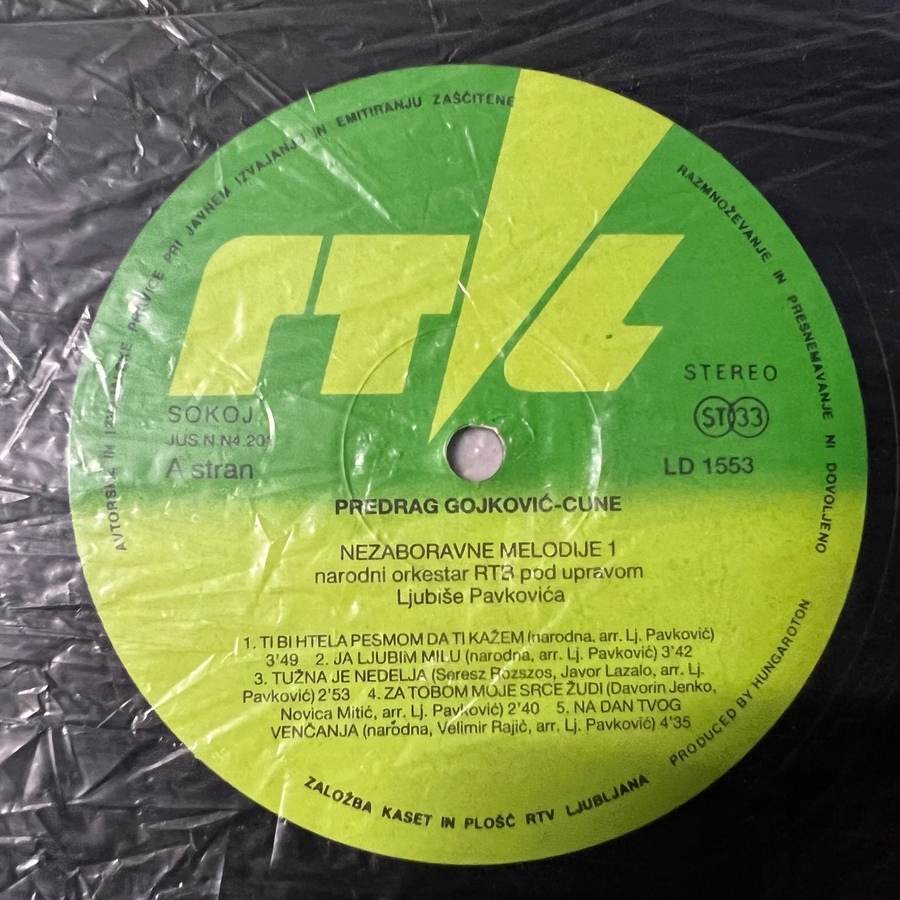 AVTORSKE IN PRAVICE PRI JAVNEM IZVAJANJU IN EMITIRANJU ZAŠČITENE
RAZMNOŽEVANJE IN PRESNEMAVANJE NI DOVOLJENO
RTL
STEREO
SOKOJ
ST 33
JUS N N4.201
A stran
LD 1553
PREDRAG GOJKOVIĆ-CUNE
NEZABORAVNE MELODIJE 1
narodni orkestar RTB pod upravom
Ljubiše Pavkovića
1. TI BI HTELA PESMOM DA TI KAŽEM (narodna, arr. Lj. Pavković)
3'49 2. JA LJUBIM MILU (narodna, arr. Lj. Pavković) 3'42
3. TUŽNA JE NEDELJA (Seresz Rozszos, Javor Lazalo, arr. Lj.
Pavković) 2'53 4. ZA TOBOM MOJE SRCE ŽUDI (Davorin Jenko,
Novica Mitić, arr. Lj. Pavković) 2'40 5. NA DAN TVOG
VENČANJA (narodna, Velimir Rajič, arr. Lj. Pavković) 4'35
PRODUCED BY HUNGAROTON
ZALOŽBA KASET IN PLOŠČ RTV LJUBLJANA